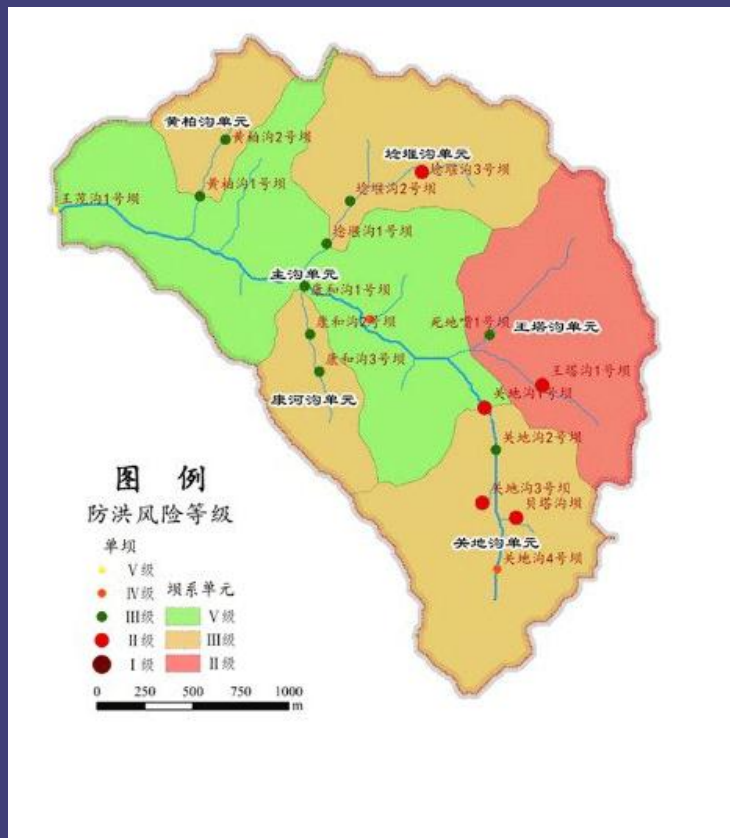 黄柏沟单元
黄柏沟2号坝
埝堰沟单元
埝堰沟3号坝
黄柏沟1号坝
埝堰沟2号坝
王茂沟1号坝
埝堰沟1号坝
主沟单元
康和沟1号坝
康和沟2号坝
死地嘴1号坝
王塔沟单元
康和沟3号坝
王塔沟1号坝
康河沟单元
关地沟1号坝
关地沟2号坝
关地沟3号坝
贝塔沟坝
关地沟单元
关地沟4号坝
图 例
防洪风险等级
单坝
V级
IV级 坝系单元
III级 V级
II级 III级
I级 II级
0 250 500 750 1000
m